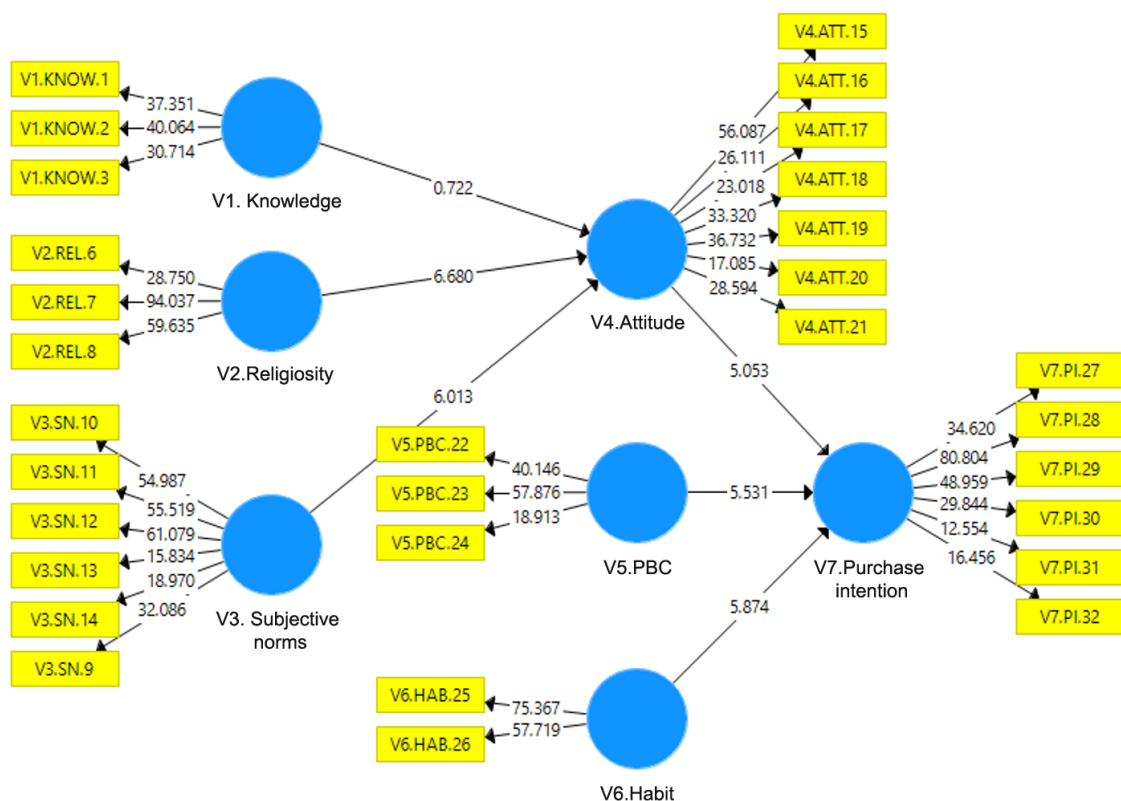 V1.KNOW.1
V1.KNOW.2
V1.KNOW.3
37.351
40.064
30.714
V1. Knowledge
0.722
V2.REL.6
V2.REL.7
V2.REL.8
28.750
94.037
59.635
V2.Religiosity
6.680
V3.SN.10
V3.SN.11
V3.SN.12
V3.SN.13
V3.SN.14
V3.SN.9
54.987
55.519
61.079
15.834
18.970
32.086
V3. Subjective
norms
6.013
V4.ATT.15
V4.ATT.16
V4.ATT.17
V4.ATT.18
V4.ATT.19
V4.ATT.20
V4.ATT.21
56.087
26.111
23.018
33.320
36.732
17.085
28.594
V4.Attitude
5.053
V5.PBC.22
V5.PBC.23
V5.PBC.24
40.146
57.876
18.913
V5.PBC
5.531
V6.HAB.25
V6.HAB.26
75.367
57.719
V6.Habit
5.874
V7.PI.27
V7.PI.28
V7.PI.29
V7.PI.30
V7.PI.31
V7.PI.32
34.620
80.804
48.959
29.844
12.554
16.456
V7.Purchase
intention